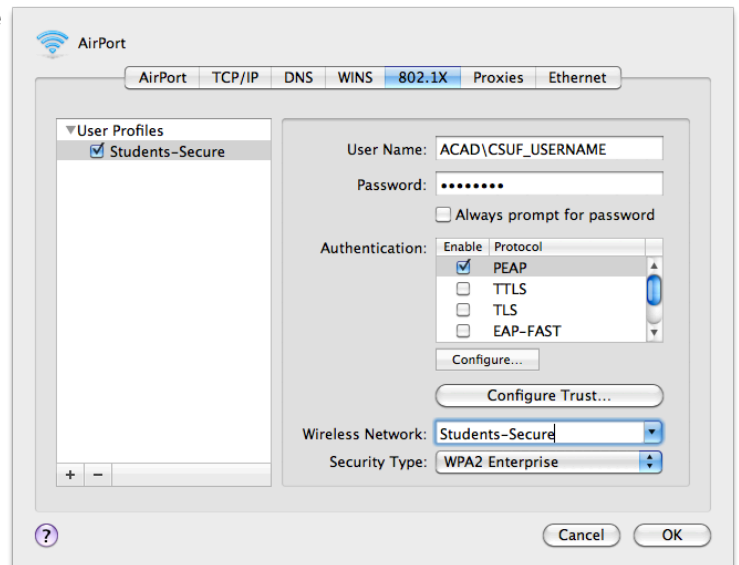 AirPort
AirPort TCP/IP DNS WINS 802.1X Proxies Ethernet
User Profiles
Students-Secure
User Name: ACAD\CSUF_USERNAME
Password: ••••••••
Always prompt for password
Authentication: Enable Protocol
PEAP
TTLS
TLS
EAP-FAST
Configure...
Configure Trust...
Wireless Network: Students-Secure
Security Type: WPA2 Enterprise
+ −
? Cancel OK